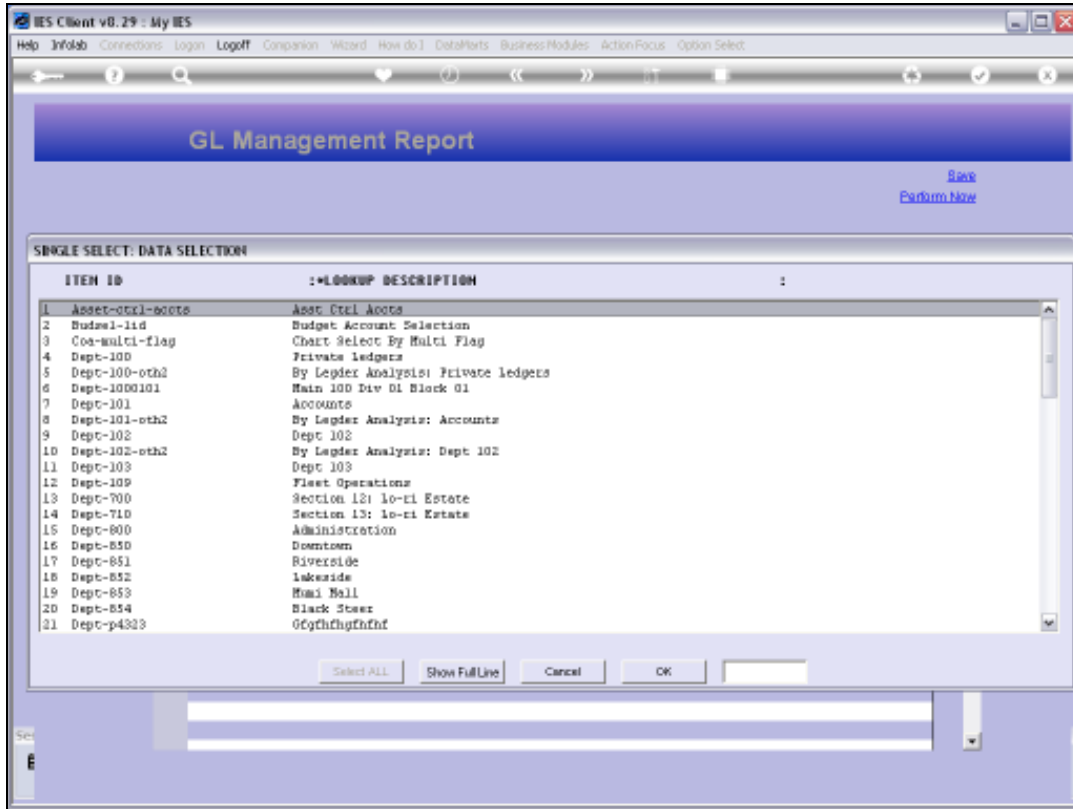 IES Client v8.29 : My IES
Help Infolab Connections Logon Logoff Companion Wizard How do I DataMarts Business Modules Action Focus Option Select
GL Management Report
Save
Perform Now
SINGLE SELECT: DATA SELECTION
ITEM ID :*LOOKUP DESCRIPTION :
1 Asset-ctrl-accts Asst Ctrl Accts
2 Budsel-lid Budget Account Selection
3 Coa-multi-flag Chart Select By Multi Flag
4 Dept-100 Private Ledgers
5 Dept-100-oth2 By Legder Analysis: Private Ledgers
6 Dept-1000101 Main 100 Div 01 Block 01
7 Dept-101 Accounts
8 Dept-101-oth2 By Legder Analysis: Accounts
9 Dept-102 Dept 102
10 Dept-102-oth2 By Legder Analysis: Dept 102
11 Dept-103 Dept 103
12 Dept-109 Fleet Operations
13 Dept-700 Section 12: lo-ri Estate
14 Dept-710 Section 13: lo-ri Estate
15 Dept-800 Administration
16 Dept-850 Downtown
17 Dept-851 Riverside
18 Dept-852 Lakeside
19 Dept-853 Mall
20 Dept-854 Black Steer
21 Dept-p4323
Select ALL Show Full Line Cancel OK